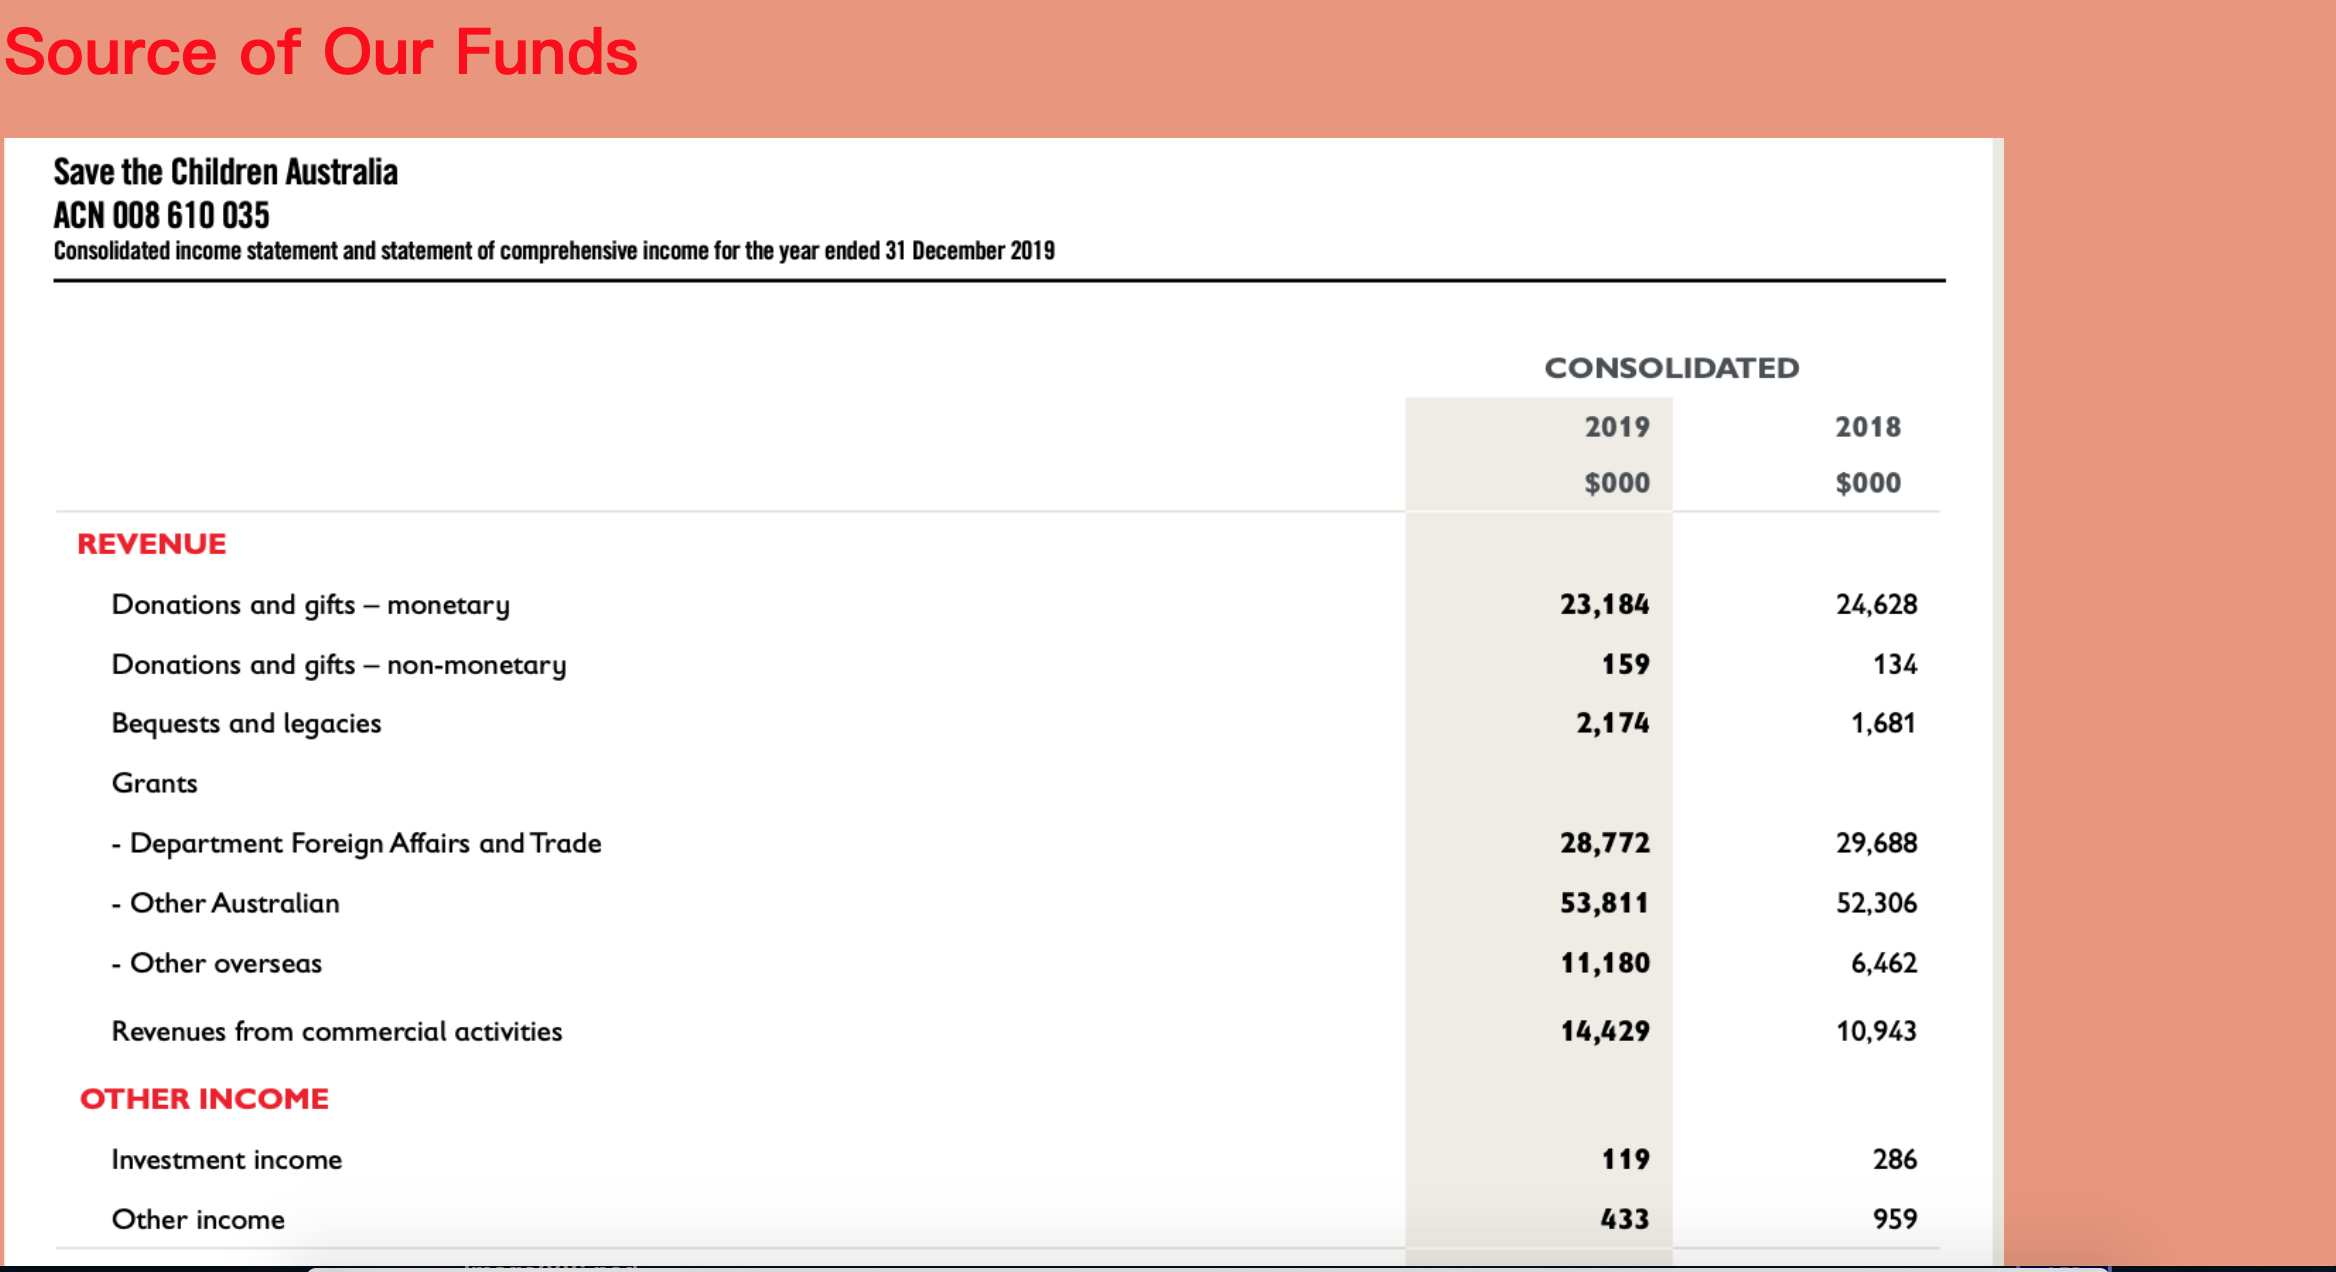 Source of Our Funds
Save the Children Australia
ACN 008 610 035
Consolidated income statement and statement of comprehensive income for the year ended 31 December 2019
CONSOLIDATED
2019 2018
$000 $000
REVENUE
Donations and gifts – monetary 23,184 24,628
Donations and gifts – non-monetary 159 134
Bequests and legacies 2,174 1,681
Grants
- Department Foreign Affairs and Trade 28,772 29,688
- Other Australian 53,811 52,306
- Other overseas 11,180 6,462
Revenues from commercial activities 14,429 10,943
OTHER INCOME
Investment income 119 286
Other income 433 959